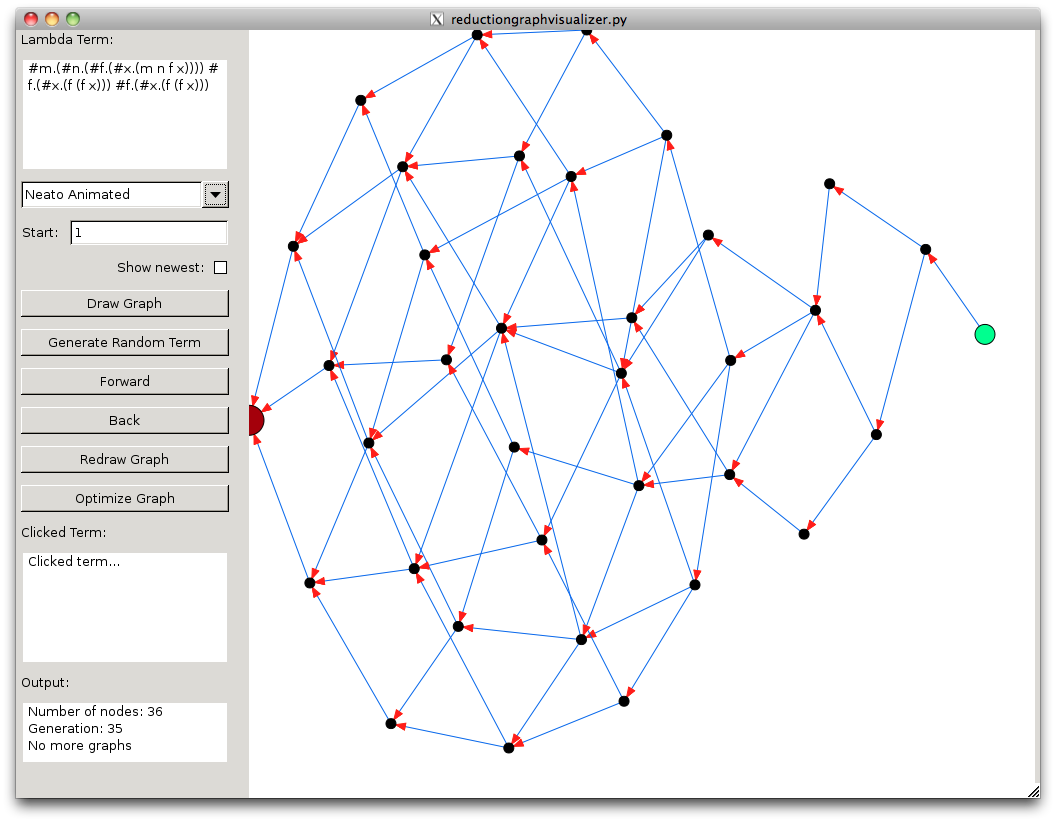 reductiongraphvisualizer.py
Lambda Term:
#m.(#n.(#f.(#x.(m n f x)))) #
f.(#x.(f (f x))) #f.(#x.(f (f x)))
Neato Animated
Start: 1
Show newest:
Draw Graph
Generate Random Term
Forward
Back
Redraw Graph
Optimize Graph
Clicked Term:
Clicked term...
Output:
Number of nodes: 36
Generation: 35
No more graphs